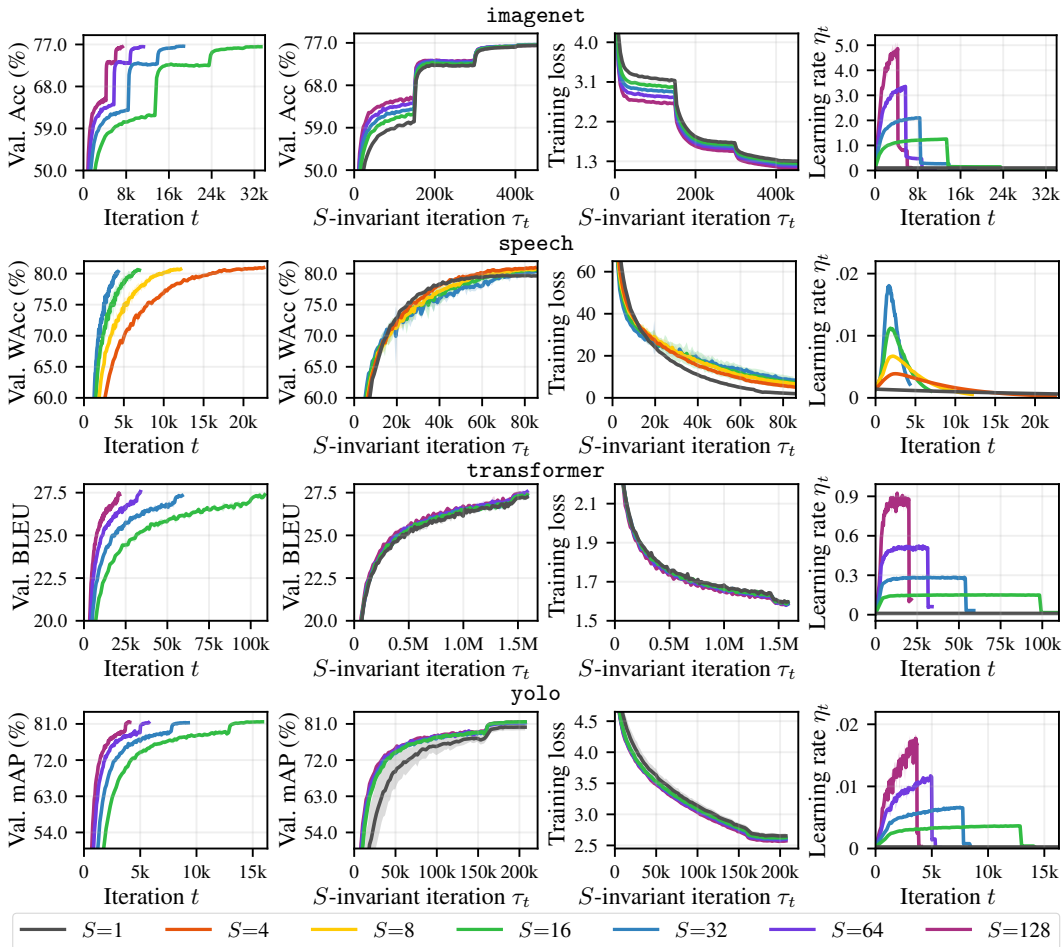 imagenet
Val. Acc (%)
77.0
68.0
59.0
50.0
0 8k 16k 24k 32k
Iteration t
Val. Acc (%)
77.0
68.0
59.0
50.0
200k 400k
S-invariant iteration τt
Training loss
4.0
3.1
2.2
1.3
200k 400k
S-invariant iteration τt
Learning rate ηt
5.0
4.0
3.0
2.0
1.0
0
0 8k 16k 24k 32k
Iteration t
speech
Val. WAcc (%)
80.0
75.0
70.0
65.0
60.0
0 5k 10k 15k 20k
Iteration t
Val. WAcc (%)
80.0
75.0
70.0
65.0
60.0
20k 40k 60k 80k
S-invariant iteration τt
Training loss
60
40
20
0
20k 40k 60k 80k
S-invariant iteration τt
Learning rate ηt
.02
.01
0
0 5k 10k 15k 20k
Iteration t
transformer
Val. BLEU
27.5
25.0
22.5
20.0
0 25k 50k 75k 100k
Iteration t
Val. BLEU
27.5
25.0
22.5
20.0
0.5M 1.0M 1.5M
S-invariant iteration τt
Training loss
2.2
2.0
1.7
1.5
0.5M 1.0M 1.5M
S-invariant iteration τt
Learning rate ηt
0.9
0.6
0.3
0
0 25k 50k 75k 100k
Iteration t
yolo
Val. mAP (%)
81.0
72.0
63.0
54.0
0 5k 10k 15k
Iteration t
Val. mAP (%)
81.0
72.0
63.0
54.0
50k 100k 150k 200k
S-invariant iteration τt
Training loss
4.5
4.0
3.5
3.0
2.5
50k 100k 150k 200k
S-invariant iteration τt
Learning rate ηt
.02
.01
0
0 5k 10k 15k
Iteration t
S=1 S=4 S=8 S=16 S=32 S=64 S=128